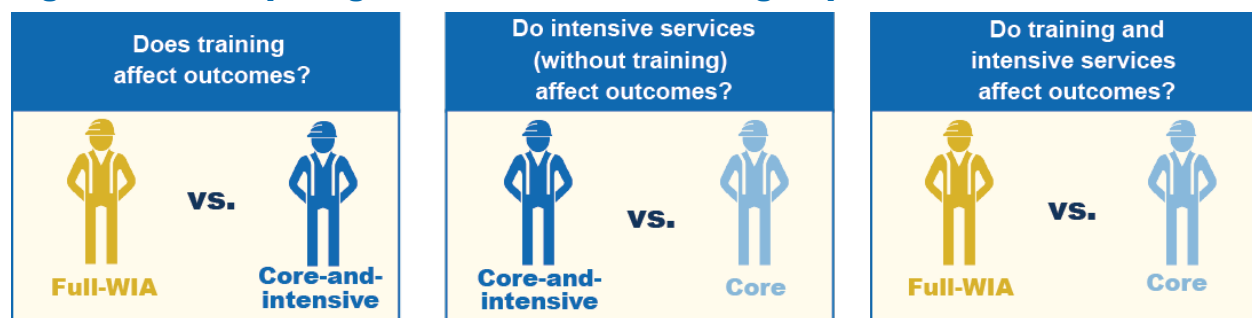 Does training
affect outcomes?
Full-WIA
vs.
Core-and-
intensive
Do intensive services
(without training)
affect outcomes?
Core-and-
intensive
vs.
Core
Do training and
intensive services
affect outcomes?
Full-WIA
vs.
Core